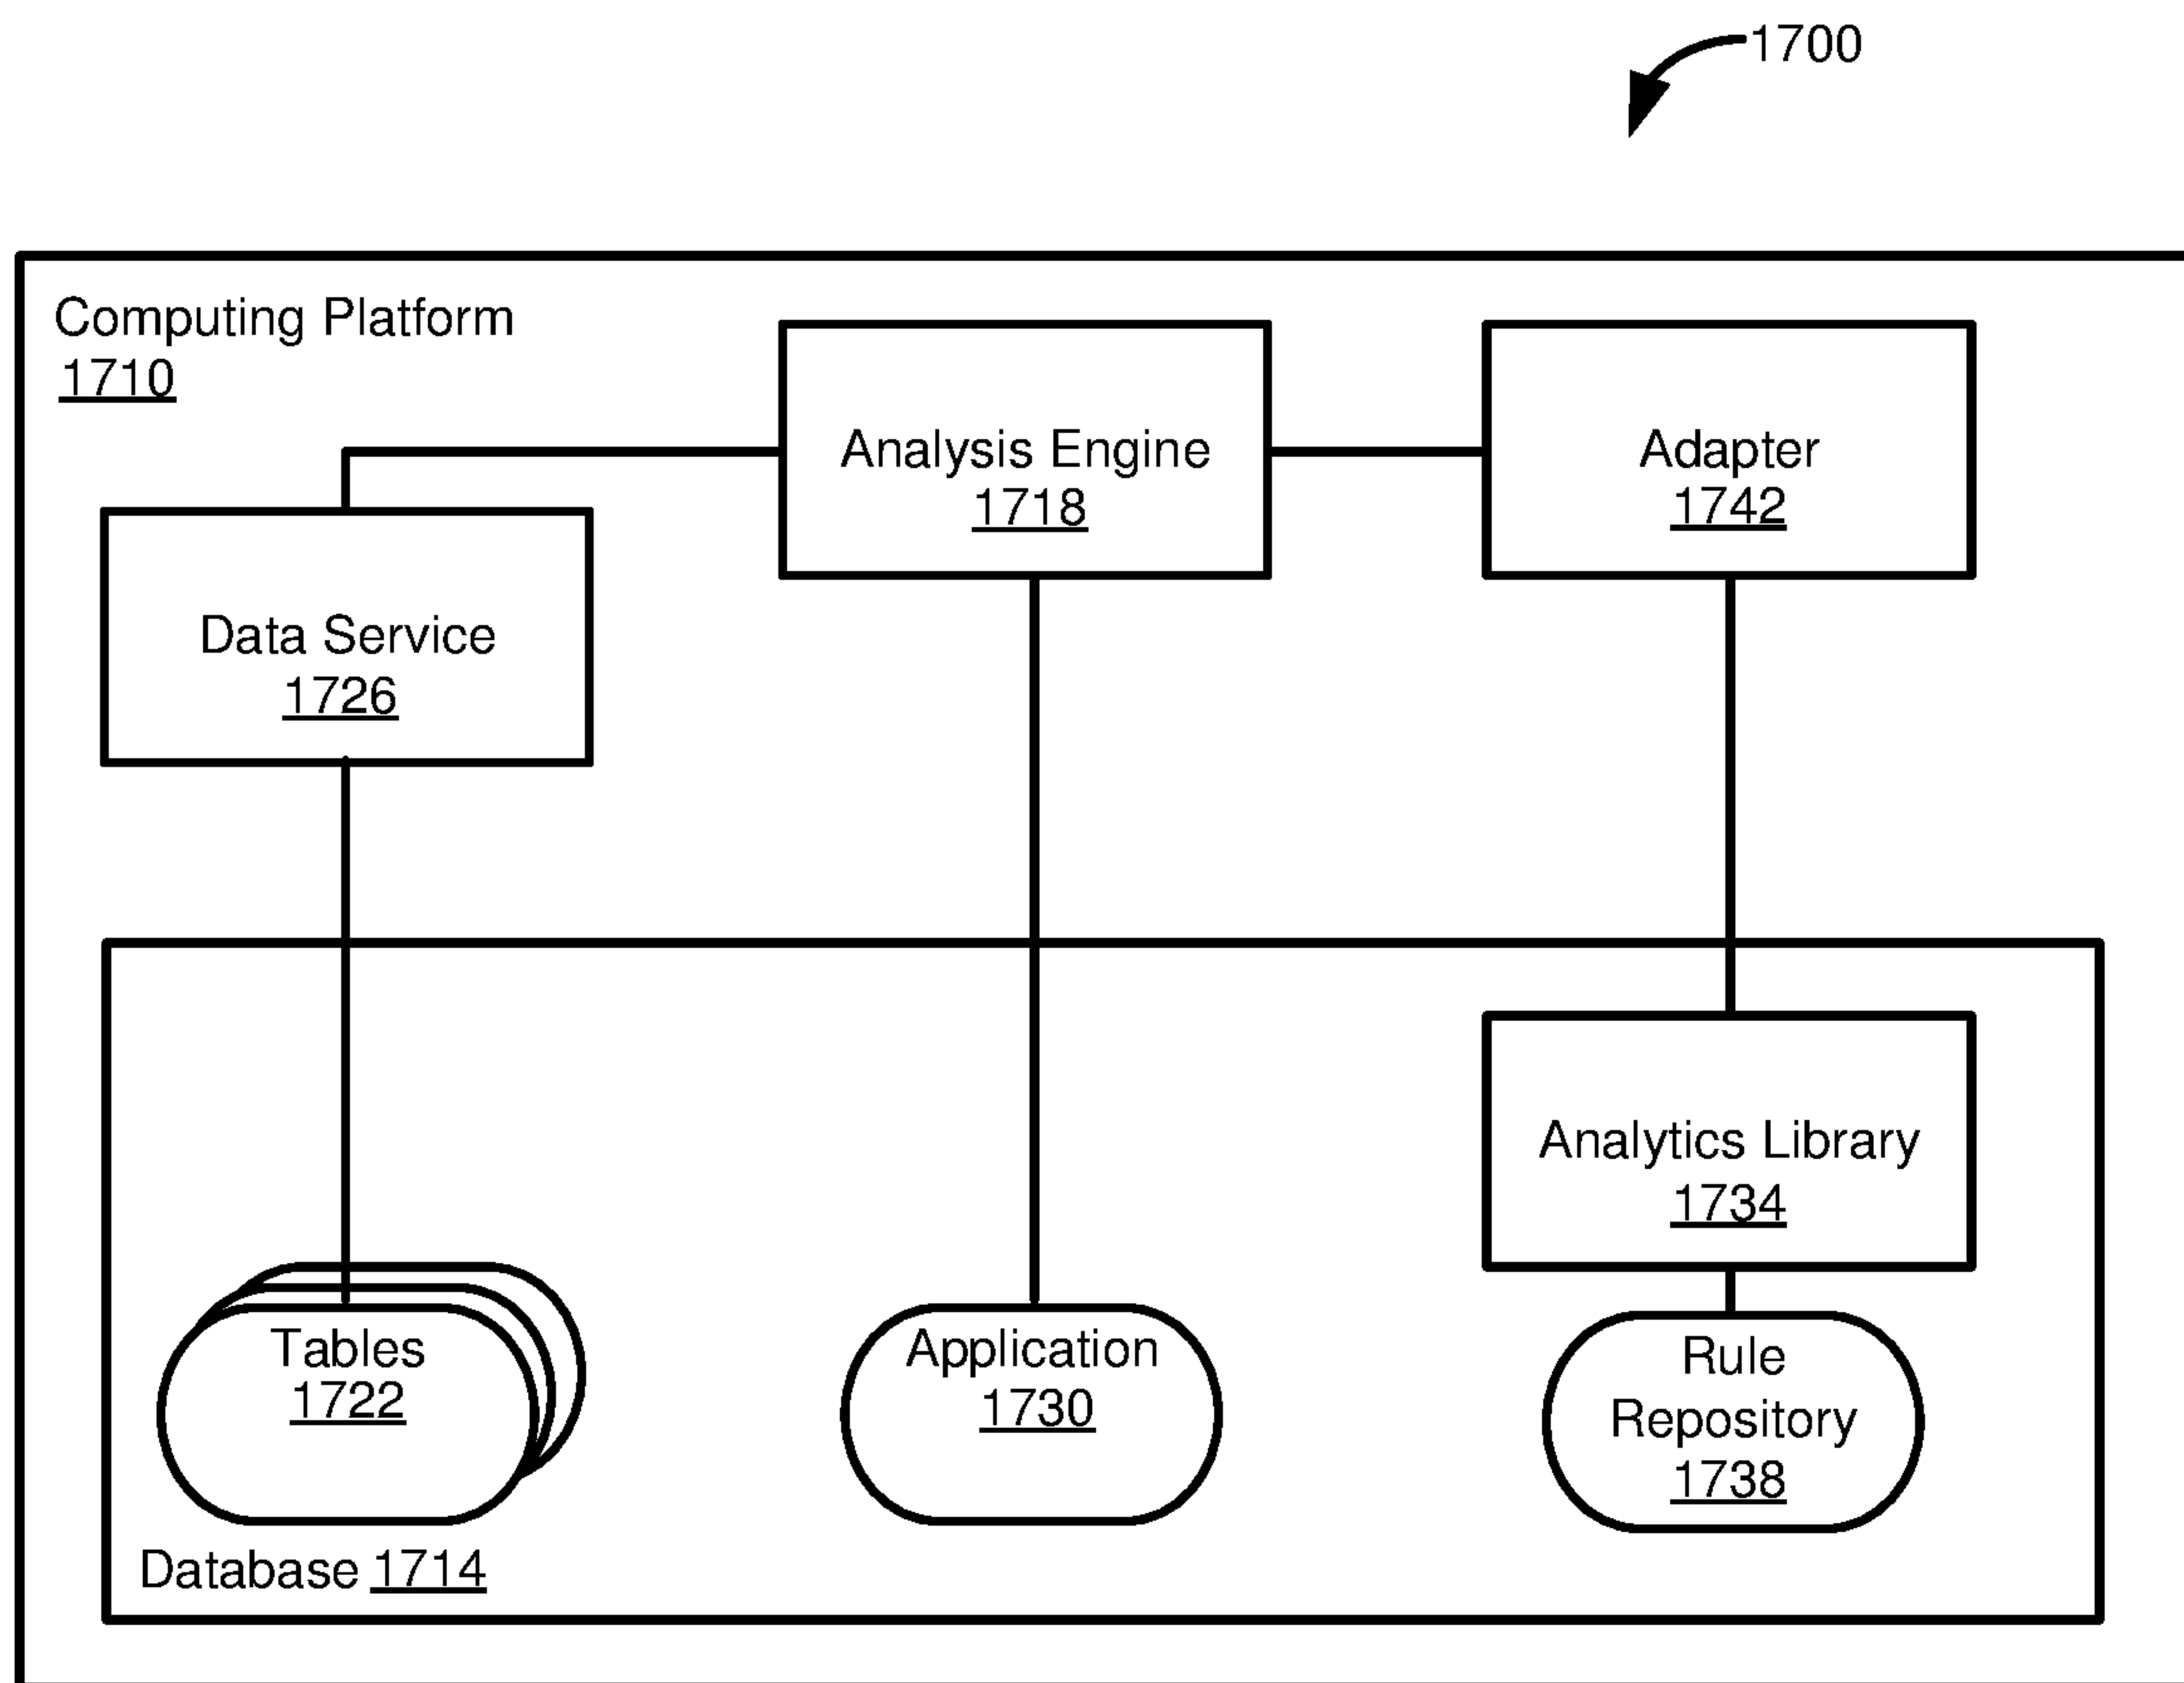 1700
Computing Platform
1710
Analysis Engine
1718
Adapter
1742
Data Service
1726
Analytics Library
1734
Tables
1722
Application
1730
Rule
Repository
1738
Database 1714